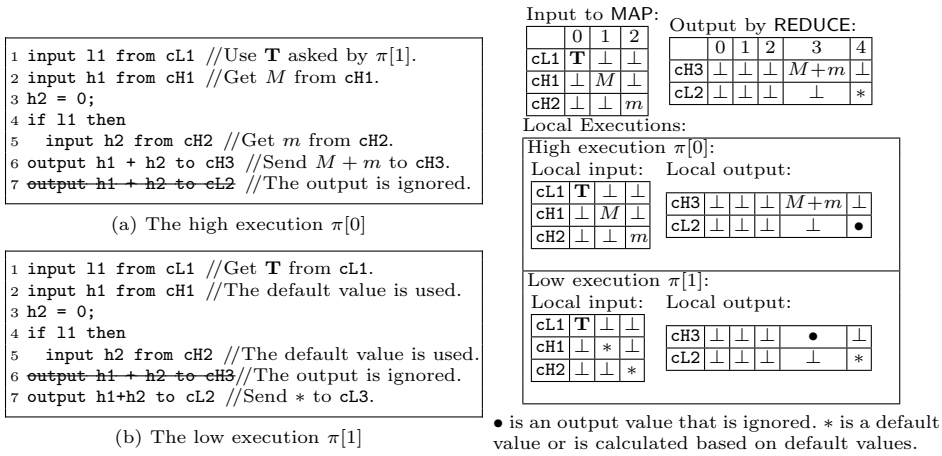 1 input l1 from cL1 //Use T asked by π[1].
2 input h1 from cH1 //Get M from cH1.
3 h2 = 0;
4 if l1 then
5 input h2 from cH2 //Get m from cH2.
6 output h1 + h2 to cH3 //Send M + m to cH3.
7 output h1 + h2 to cL2 //The output is ignored.
(a) The high execution π[0]
1 input l1 from cL1 //Get T from cL1.
2 input h1 from cH1 //The default value is used.
3 h2 = 0;
4 if l1 then
5 input h2 from cH2 //The default value is used.
6 output h1 + h2 to cH3//The output is ignored.
7 output h1+h2 to cL2 //Send * to cL3.
(b) The low execution π[1]
Input to MAP:
0 1 2
cL1 T ⊥ ⊥
cH1 ⊥ M ⊥
cH2 ⊥ ⊥ m
Output by REDUCE:
0 1 2 3 4
cH3 ⊥ ⊥ ⊥ M+m ⊥
cL2 ⊥ ⊥ ⊥ ⊥ *
Local Executions:
High execution π[0]:
Local input:
cL1 T ⊥ ⊥
cH1 ⊥ M ⊥
cH2 ⊥ ⊥ m
Local output:
cH3 ⊥ ⊥ ⊥ M+m ⊥
cL2 ⊥ ⊥ ⊥ ⊥ •
Low execution π[1]:
Local input:
cL1 T ⊥ ⊥
cH1 ⊥ * ⊥
cH2 ⊥ ⊥ *
Local output:
cH3 ⊥ ⊥ ⊥ • ⊥
cL2 ⊥ ⊥ ⊥ ⊥ *
• is an output value that is ignored. * is a default
value or is calculated based on default values.